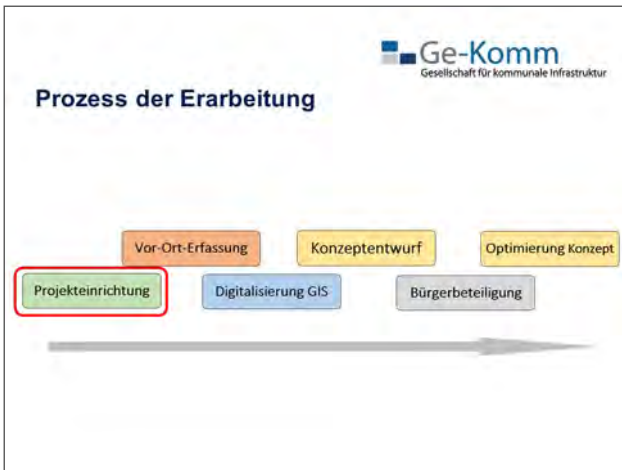 Ge-Komm
Gesellschaft für kommunale Infrastruktur
Prozess der Erarbeitung
Vor-Ort-Erfassung
Konzeptentwurf
Optimierung Konzept
Projekteinrichtung
Digitalisierung GIS
Bürgerbeteiligung